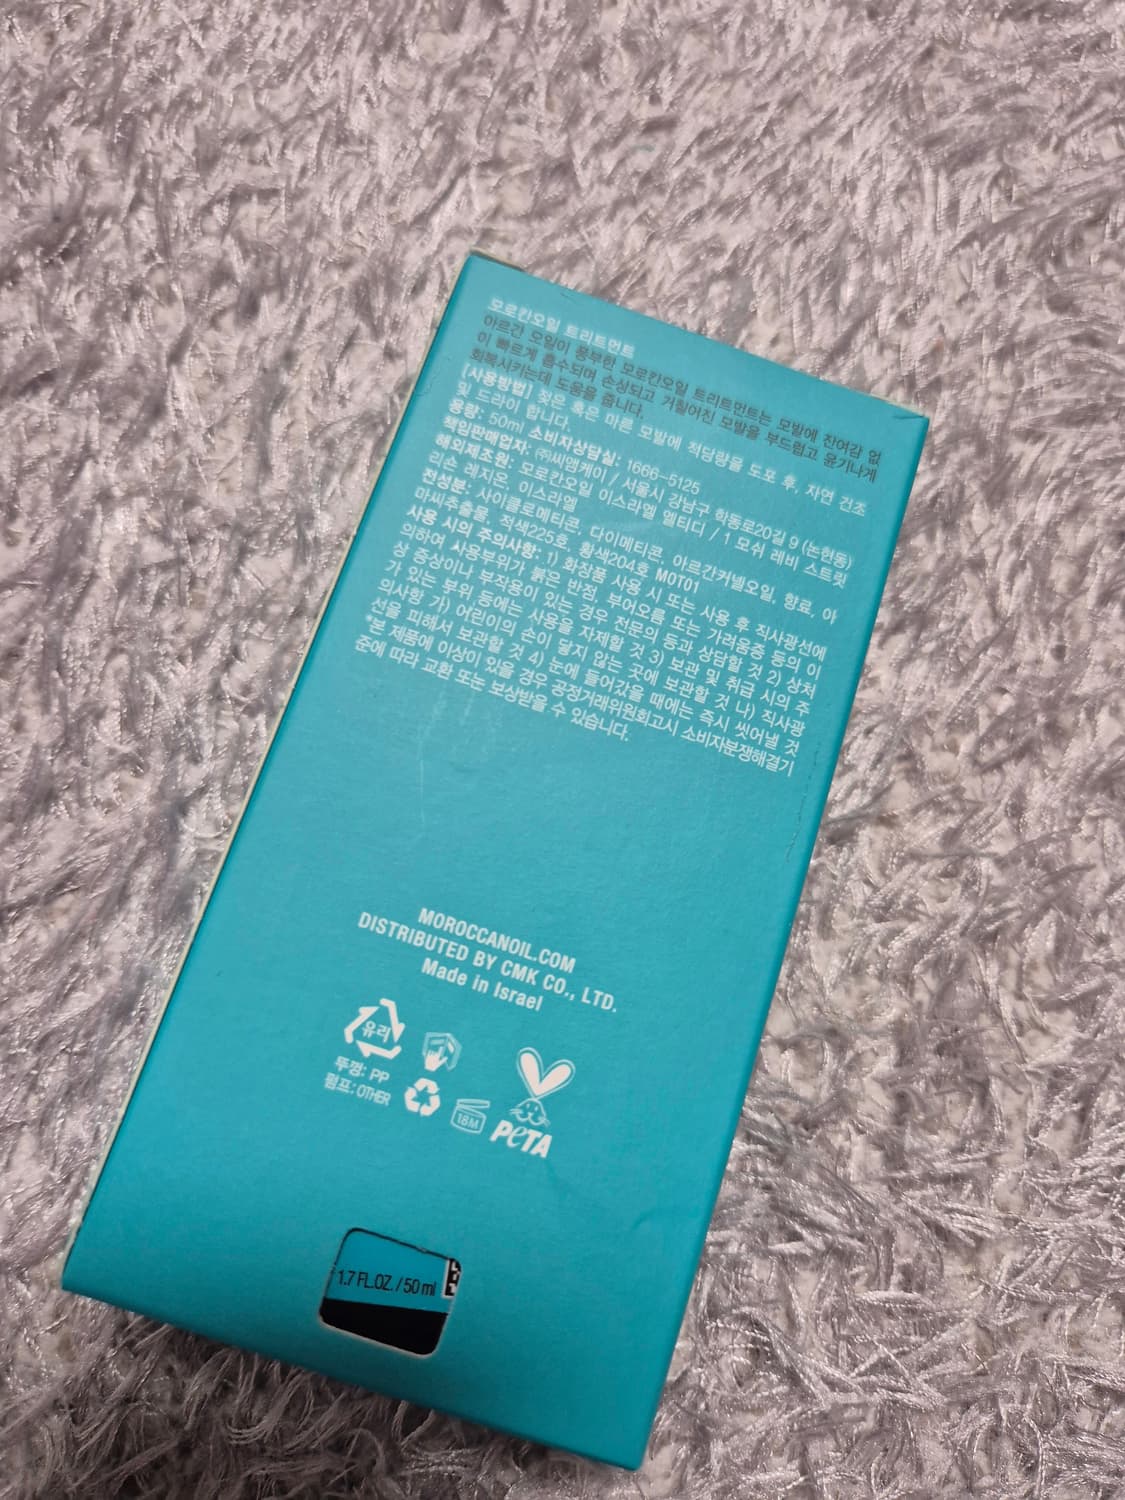 모로칸오일 트리트먼트
아르간 오일이 풍부한 모로칸오일 트리트먼트는 모발에 잔여감 없
이 빠르게 흡수되며 손상되고 거칠어진 모발을 부드럽고 윤기나게
회복시키는데 도움을 줍니다.
[사용방법] 젖은 혹은 마른 모발에 적당량을 도포 후, 자연 건조
및 드라이 합니다.
용량: 50ml 소비자상담실: 1666-5125
책임판매업자: ㈜씨엠케이 / 서울시 강남구 학동로20길 9 (논현동)
해외제조원: 모로칸오일 이스라엘 엘티디 / 1 모쉬 레비 스트릿
리숀 레지온 이스라엘
전성분: 사이클로메티콘, 다이메티콘, 아르간커넬오일, 향료, 아
마씨추출물, 적색225호, 황색204호 MOT01
사용 시의 주의사항: 1) 화장품 사용 시 또는 사용 후 직사광선에
의하여 사용부위가 붉은 반점, 부어오름 또는 가려움증 등의 이
상 증상이나 부작용이 있는 경우 전문의 등과 상담할 것 2) 상처
가 있는 부위 등에는 사용을 자제할 것 3) 보관 및 취급 시의 주
의사항 가) 어린이의 손이 닿지 않는 곳에 보관할 것 나) 직사광
선을 피해서 보관할 것 4) 눈에 들어갔을 때에는 즉시 씻어낼 것
*본 제품에 이상이 있을 경우 공정거래위원회고시 소비자분쟁해결기
준에 따라 교환 또는 보상받을 수 있습니다.
MOROCCANOIL.COM
DISTRIBUTED BY CMK CO., LTD.
Made in Israel
유리
뚜껑: PP
펌프: OTHER
18M
PeTA
1.7 FL.OZ. / 50 ml